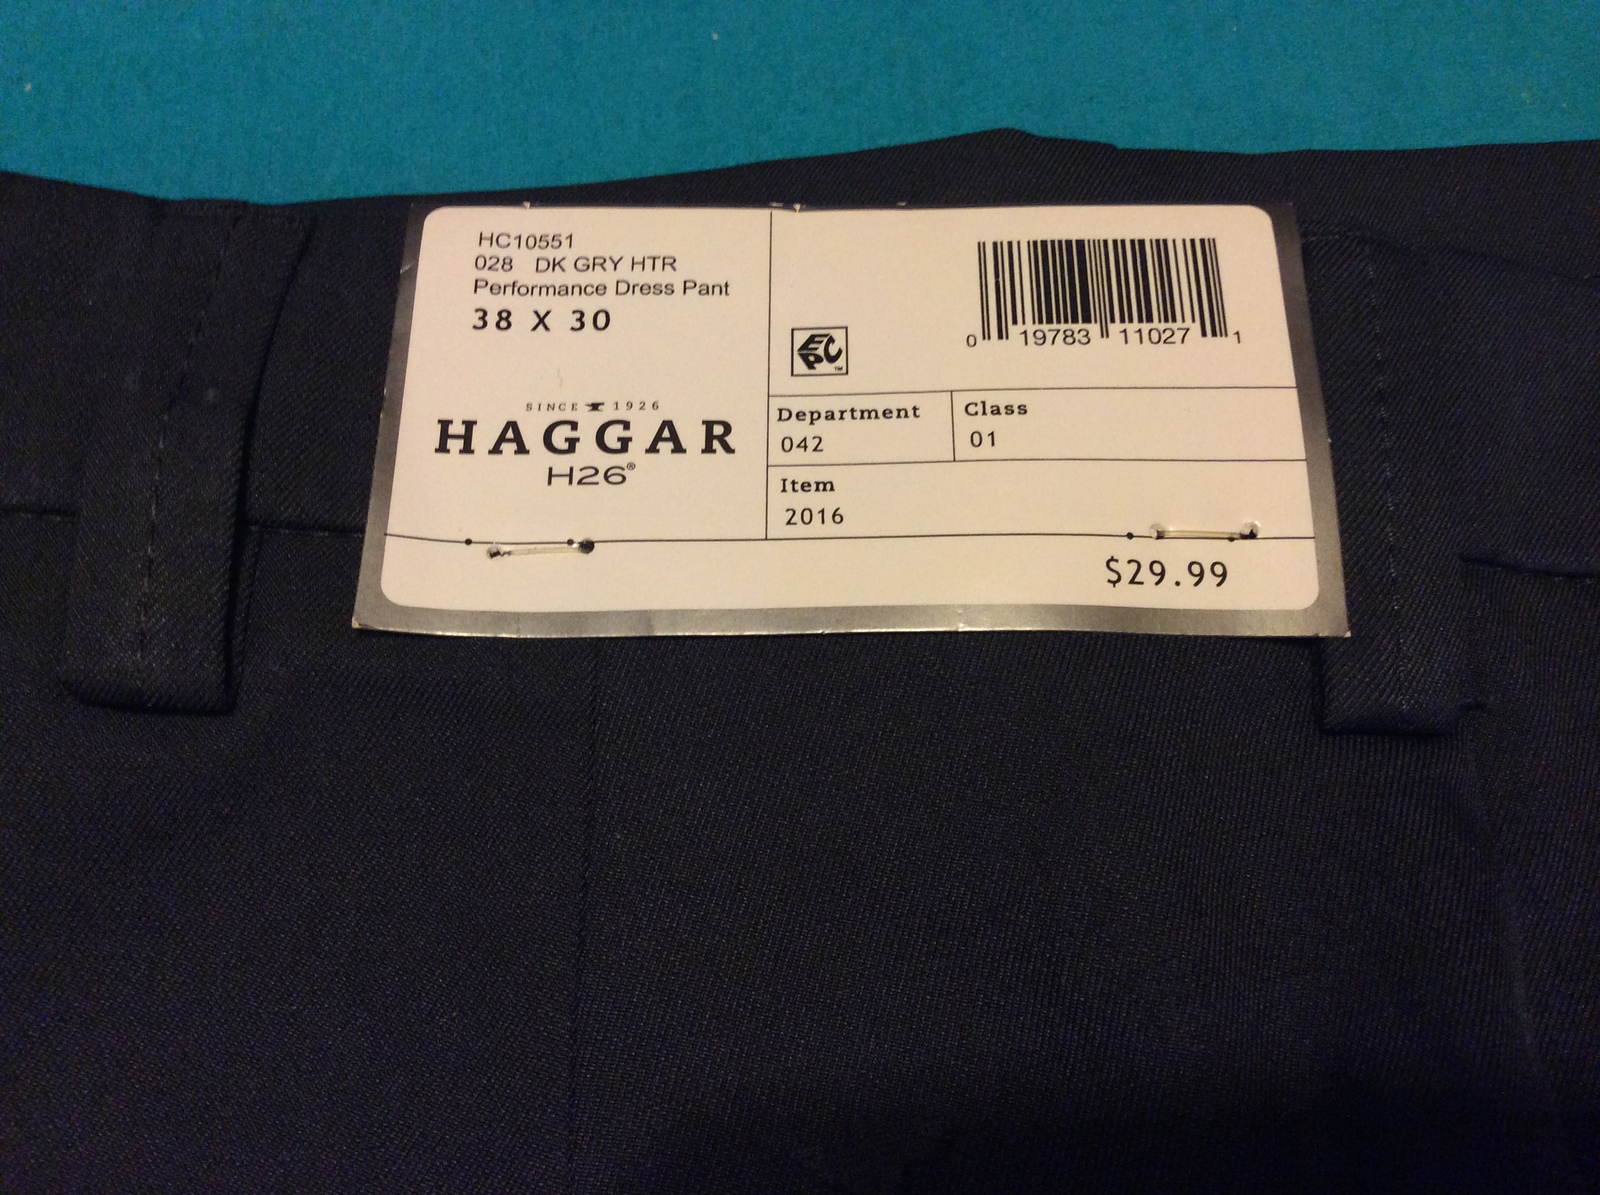 HC10551
028 DK GRY HTR
Performance Dress Pant
38 X 30
SINCE 1926
HAGGAR
H26®
EPC™
0 19783 11027 1
Department
042
Class
01
Item
2016
$29.99